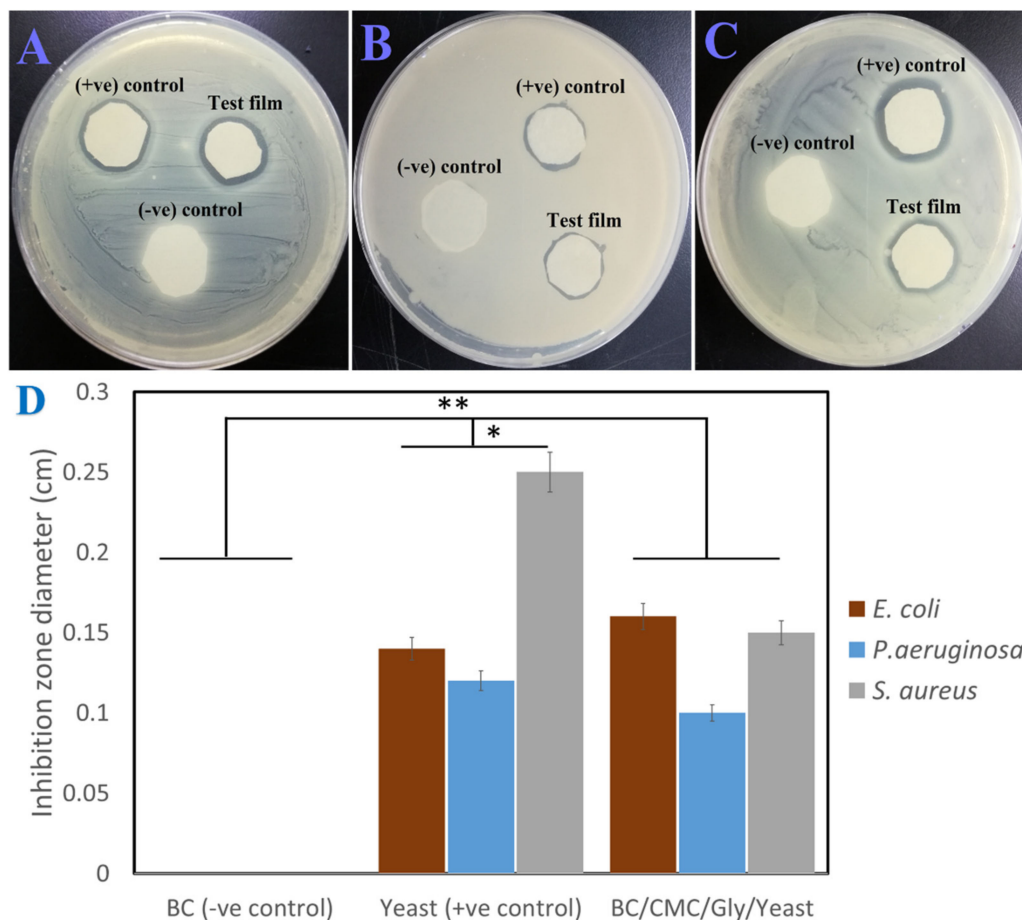 A
(+ve) control
Test film
(-ve) control
B
(+ve) control
(-ve) control
Test film
C
(+ve) control
(-ve) control
Test film
D
Inhibition zone diameter (cm)
0.3
0.25
0.2
0.15
0.1
0.05
0
**
*
BC (-ve control)
Yeast (+ve control)
BC/CMC/Gly/Yeast
E. coli
P.aeruginosa
S. aureus